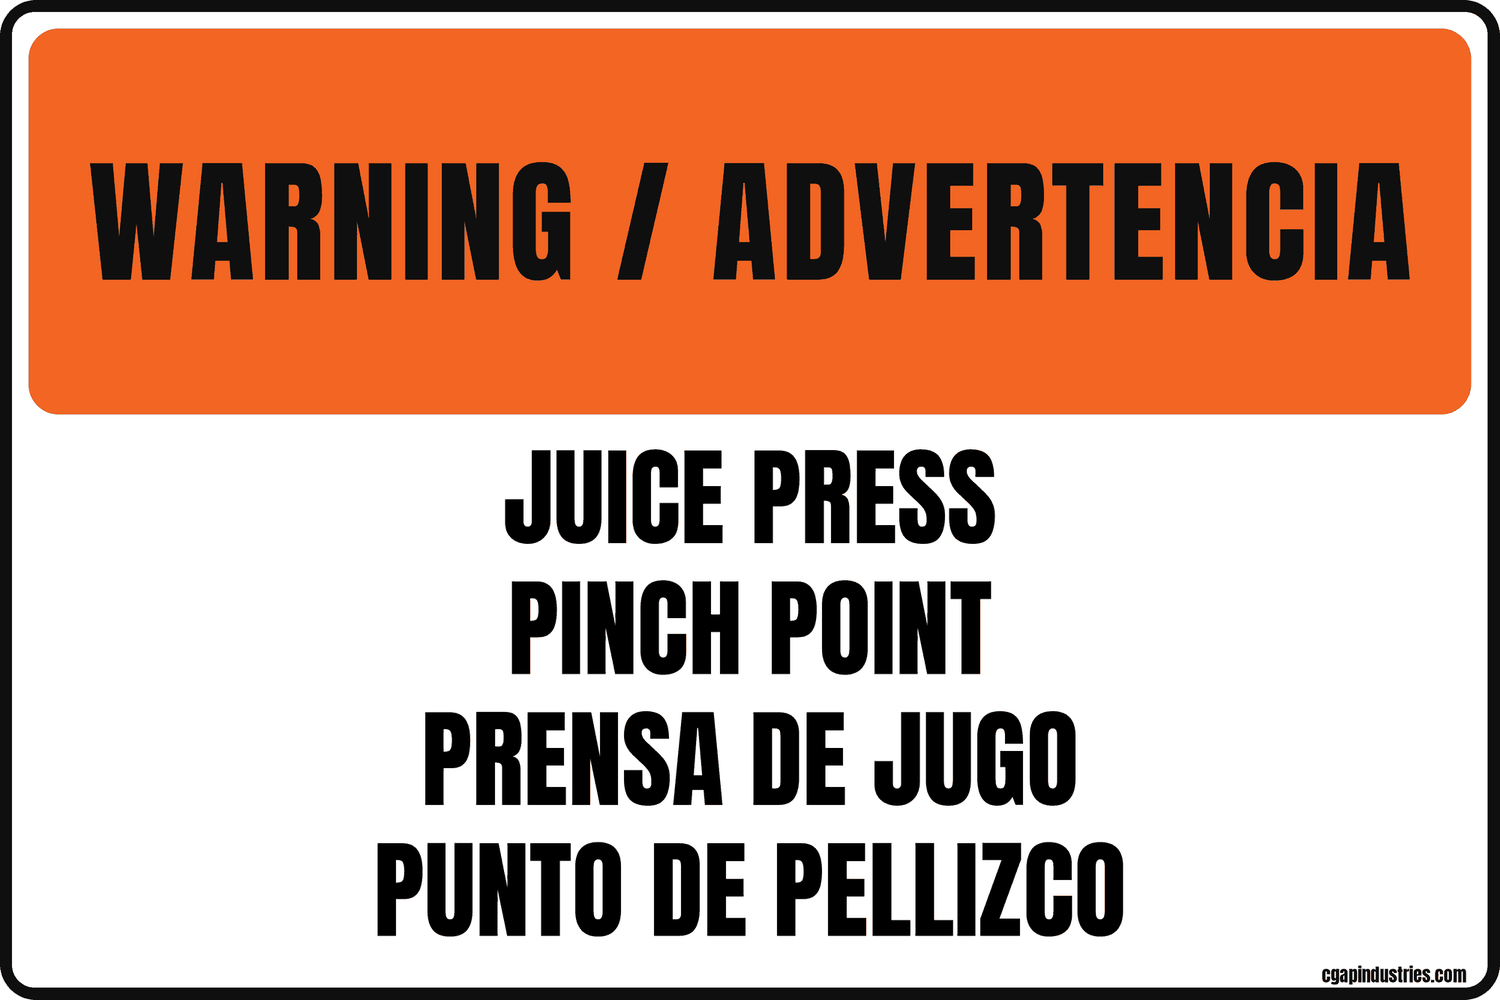 WARNING / ADVERTENCIA
JUICE PRESS
PINCH POINT
PRENSA DE JUGO
PUNTO DE PELLIZCO
cgapindustries.com